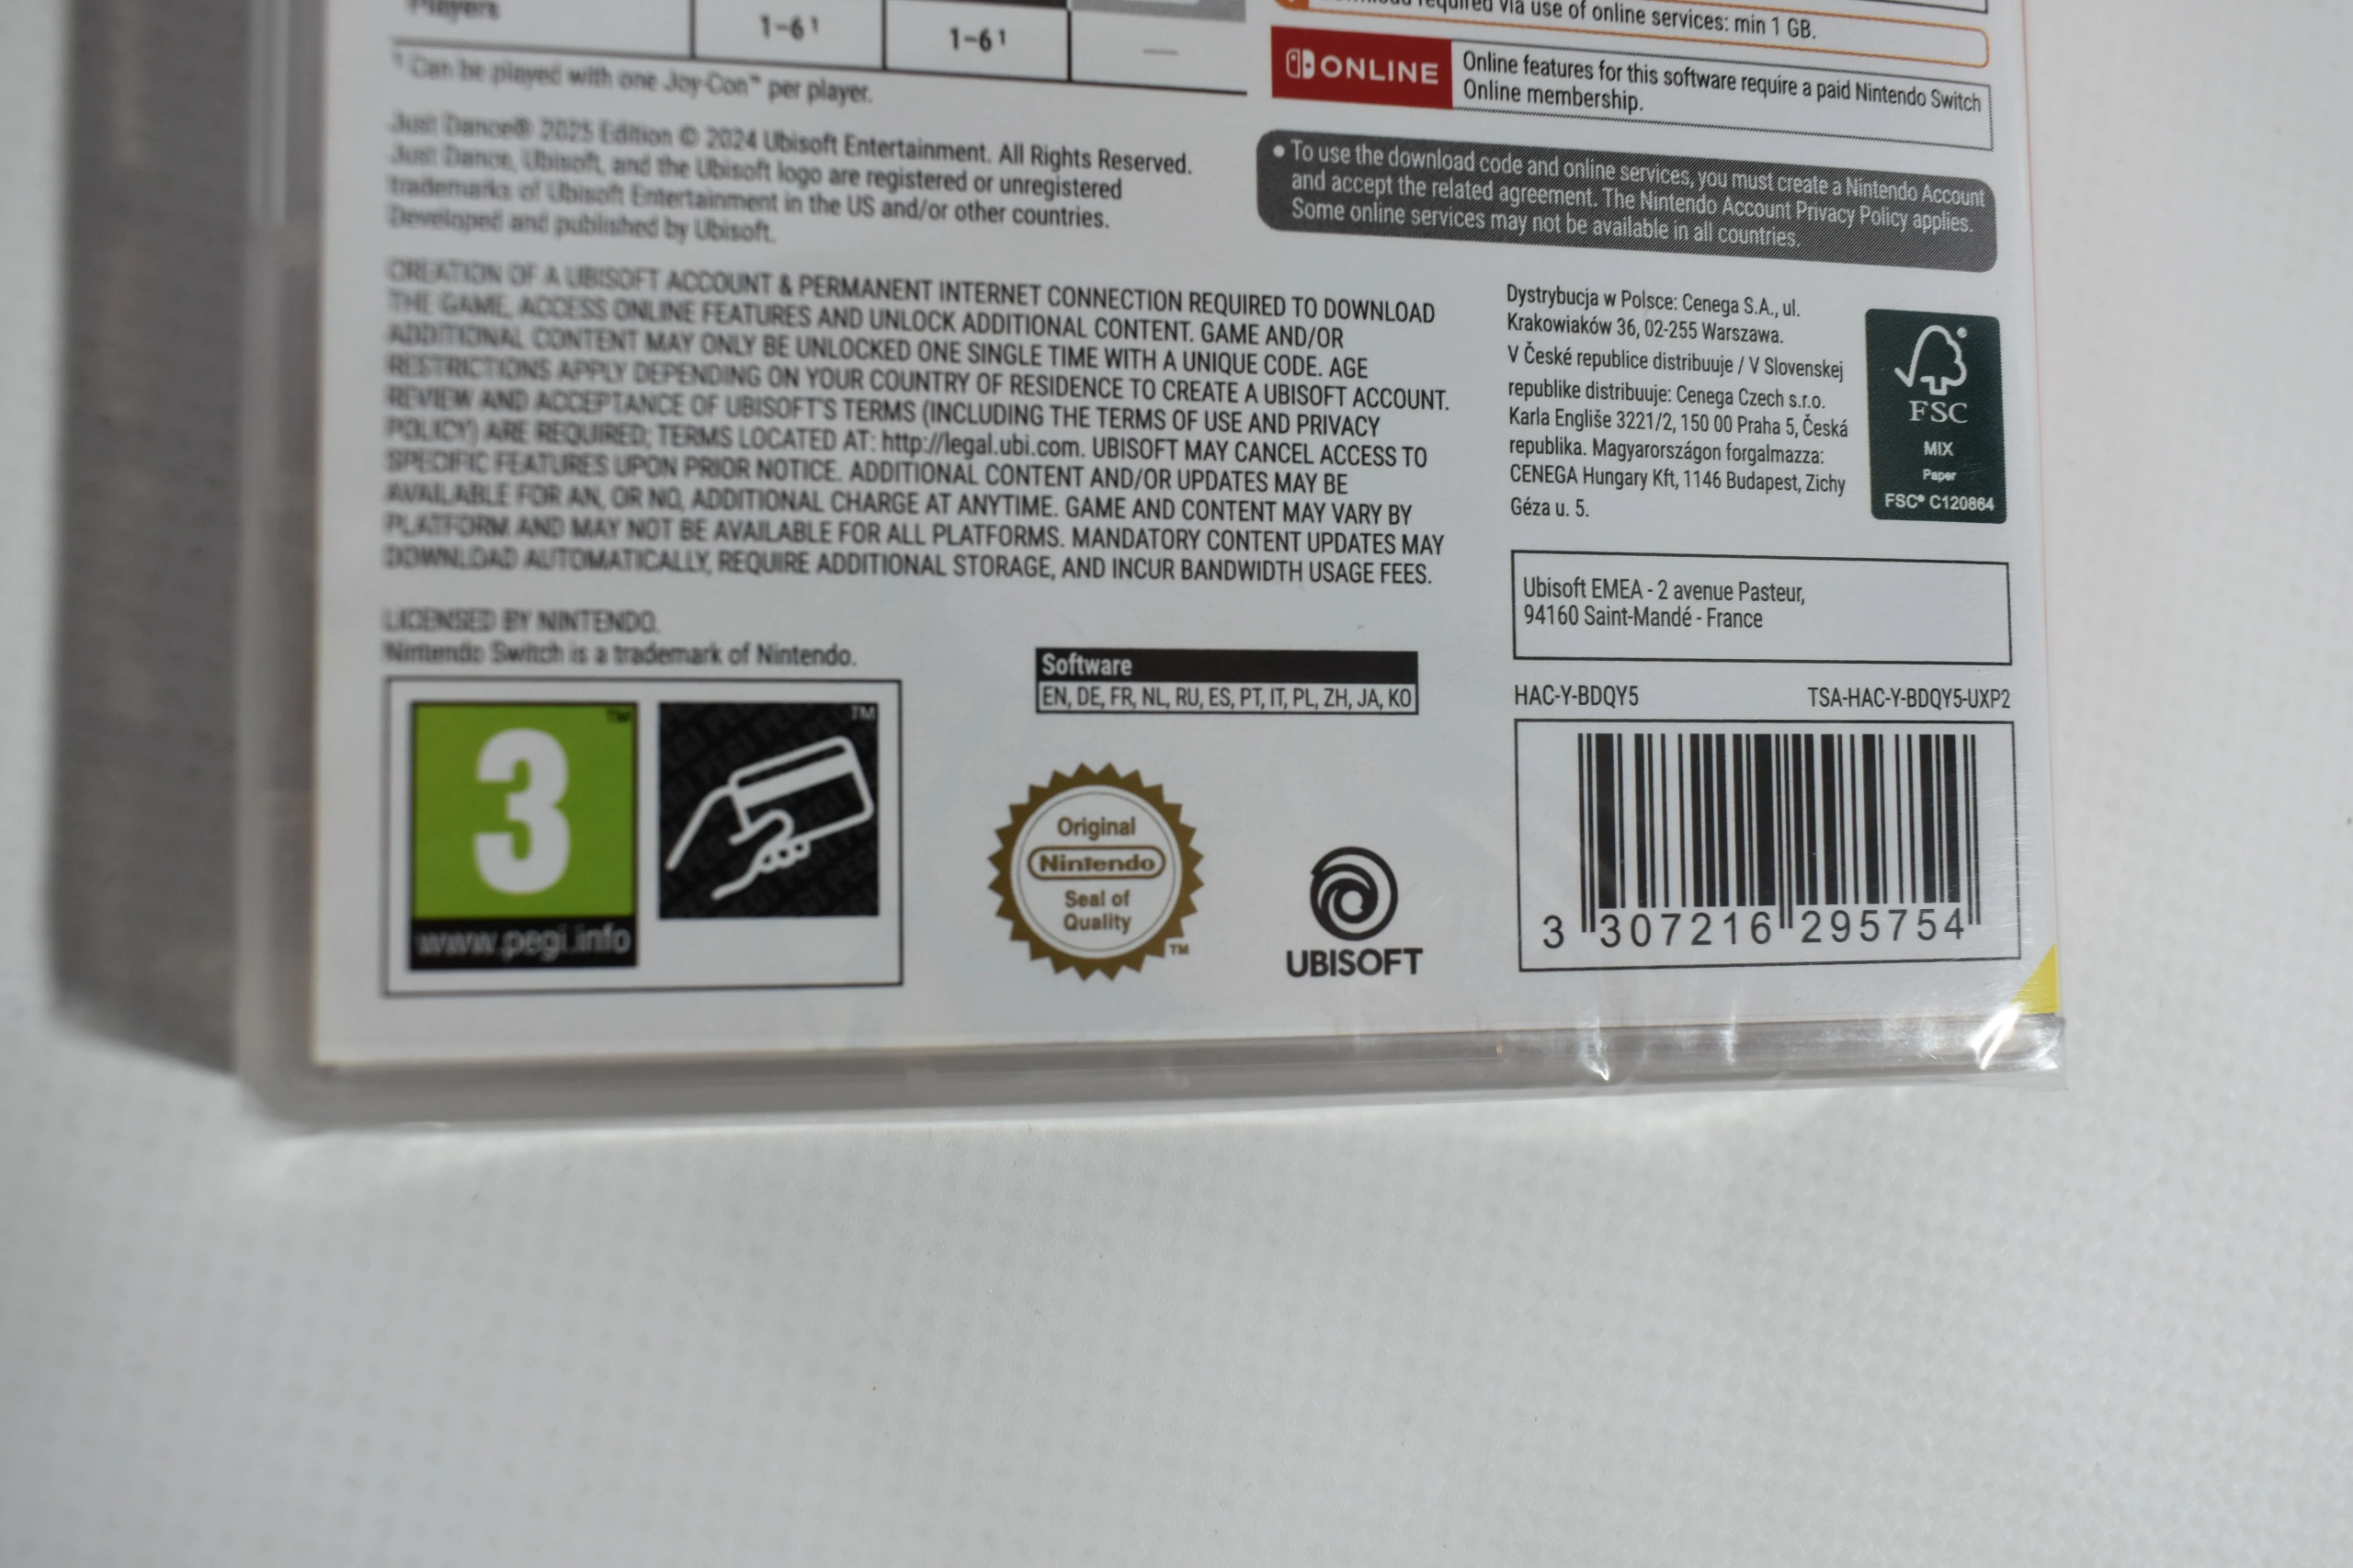 Players
1–6 ¹
1–6 ¹
—
¹ Can be played with one Joy-Con™ per player.
Just Dance® 2025 Edition © 2024 Ubisoft Entertainment. All Rights Reserved.
Just Dance, Ubisoft, and the Ubisoft logo are registered or unregistered
trademarks of Ubisoft Entertainment in the US and/or other countries.
Developed and published by Ubisoft.
CREATION OF A UBISOFT ACCOUNT & PERMANENT INTERNET CONNECTION REQUIRED TO DOWNLOAD
THE GAME, ACCESS ONLINE FEATURES AND UNLOCK ADDITIONAL CONTENT. GAME AND/OR
ADDITIONAL CONTENT MAY ONLY BE UNLOCKED ONE SINGLE TIME WITH A UNIQUE CODE. AGE
RESTRICTIONS APPLY DEPENDING ON YOUR COUNTRY OF RESIDENCE TO CREATE A UBISOFT ACCOUNT.
REVIEW AND ACCEPTANCE OF UBISOFT'S TERMS (INCLUDING THE TERMS OF USE AND PRIVACY
POLICY) ARE REQUIRED; TERMS LOCATED AT: http://legal.ubi.com. UBISOFT MAY CANCEL ACCESS TO
SPECIFIC FEATURES UPON PRIOR NOTICE. ADDITIONAL CONTENT AND/OR UPDATES MAY BE
AVAILABLE FOR AN, OR NO, ADDITIONAL CHARGE AT ANYTIME. GAME AND CONTENT MAY VARY BY
PLATFORM AND MAY NOT BE AVAILABLE FOR ALL PLATFORMS. MANDATORY CONTENT UPDATES MAY
DOWNLOAD AUTOMATICALLY, REQUIRE ADDITIONAL STORAGE, AND INCUR BANDWIDTH USAGE FEES.
LICENSED BY NINTENDO.
Nintendo Switch is a trademark of Nintendo.
3
TM
www.pegi.info
TM
Software
EN, DE, FR, NL, RU, ES, PT, IT, PL, ZH, JA, KO
Original
Nintendo
Seal of
Quality
TM
UBISOFT
required via use of online services: min 1 GB.
ONLINE
Online features for this software require a paid Nintendo Switch
Online membership.
• To use the download code and online services, you must create a Nintendo Account
and accept the related agreement. The Nintendo Account Privacy Policy applies.
Some online services may not be available in all countries.
Dystrybucja w Polsce: Cenega S.A., ul.
Krakowiaków 36, 02-255 Warszawa.
V České republice distribuuje / V Slovenskej
republike distribuuje: Cenega Czech s.r.o.
Karla Engliše 3221/2, 150 00 Praha 5, Česká
republika. Magyarországon forgalmazza:
CENEGA Hungary Kft, 1146 Budapest, Zichy
Géza u. 5.
FSC
MIX
Paper
FSC® C120864
Ubisoft EMEA - 2 avenue Pasteur,
94160 Saint-Mandé - France
HAC-Y-BDQY5
TSA-HAC-Y-BDQY5-UXP2
3 307216 295754